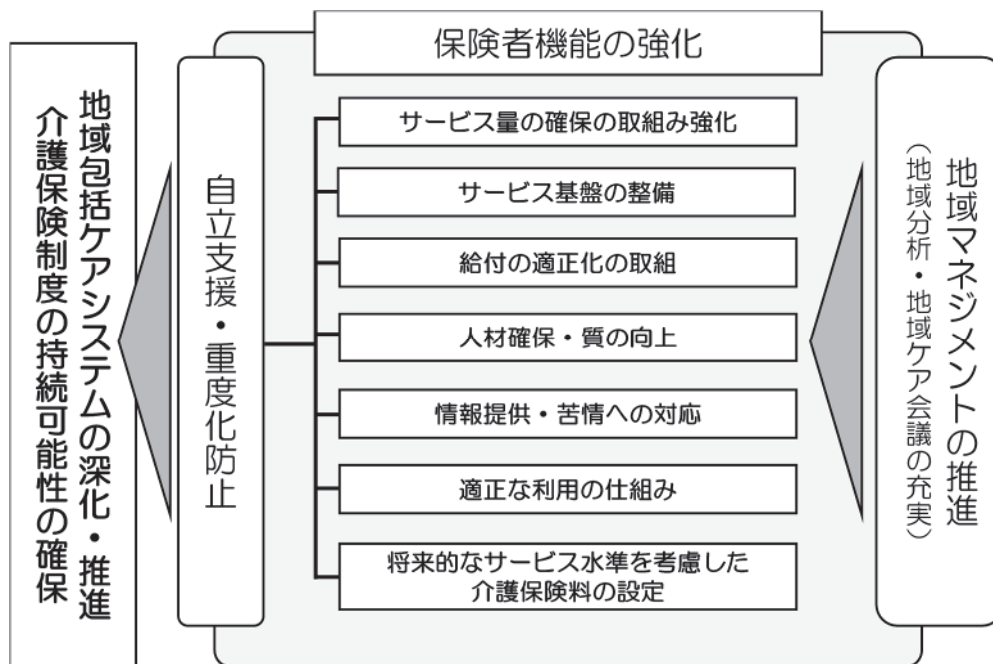 保険者機能の強化
地域包括ケアシステムの深化・推進
介護保険制度の持続可能性の確保
自立支援・重度化防止
サービス量の確保の取組み強化
サービス基盤の整備
給付の適正化の取組
人材確保・質の向上
情報提供・苦情への対応
適正な利用の仕組み
将来的なサービス水準を考慮した
介護保険料の設定
地域マネジメントの推進
（地域分析・地域ケア会議の充実）